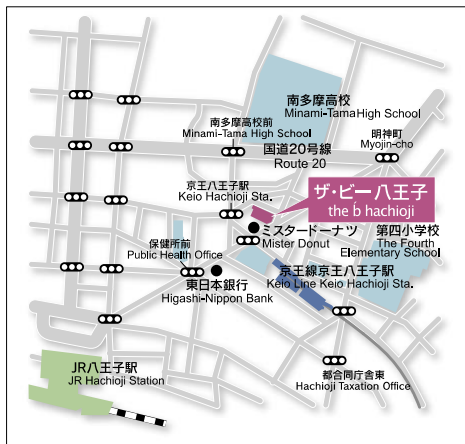 南多摩高校
Minami-Tama High School
南多摩高校前
Minami-Tama High School
明神町
Myojin-cho
国道20号線
Route 20
京王八王子駅
Keio Hachioji Sta.
ザ・ビー八王子
the b hachioji
ミスタードーナツ
Mister Donut
第四小学校
The Fourth
Elementary School
保健所前
Public Health Office
東日本銀行
Higashi-Nippon Bank
京王線京王八王子駅
Keio Line Keio Hachioji Sta.
JR八王子駅
JR Hachioji Station
都合同庁舎東
Hachioji Taxation Office